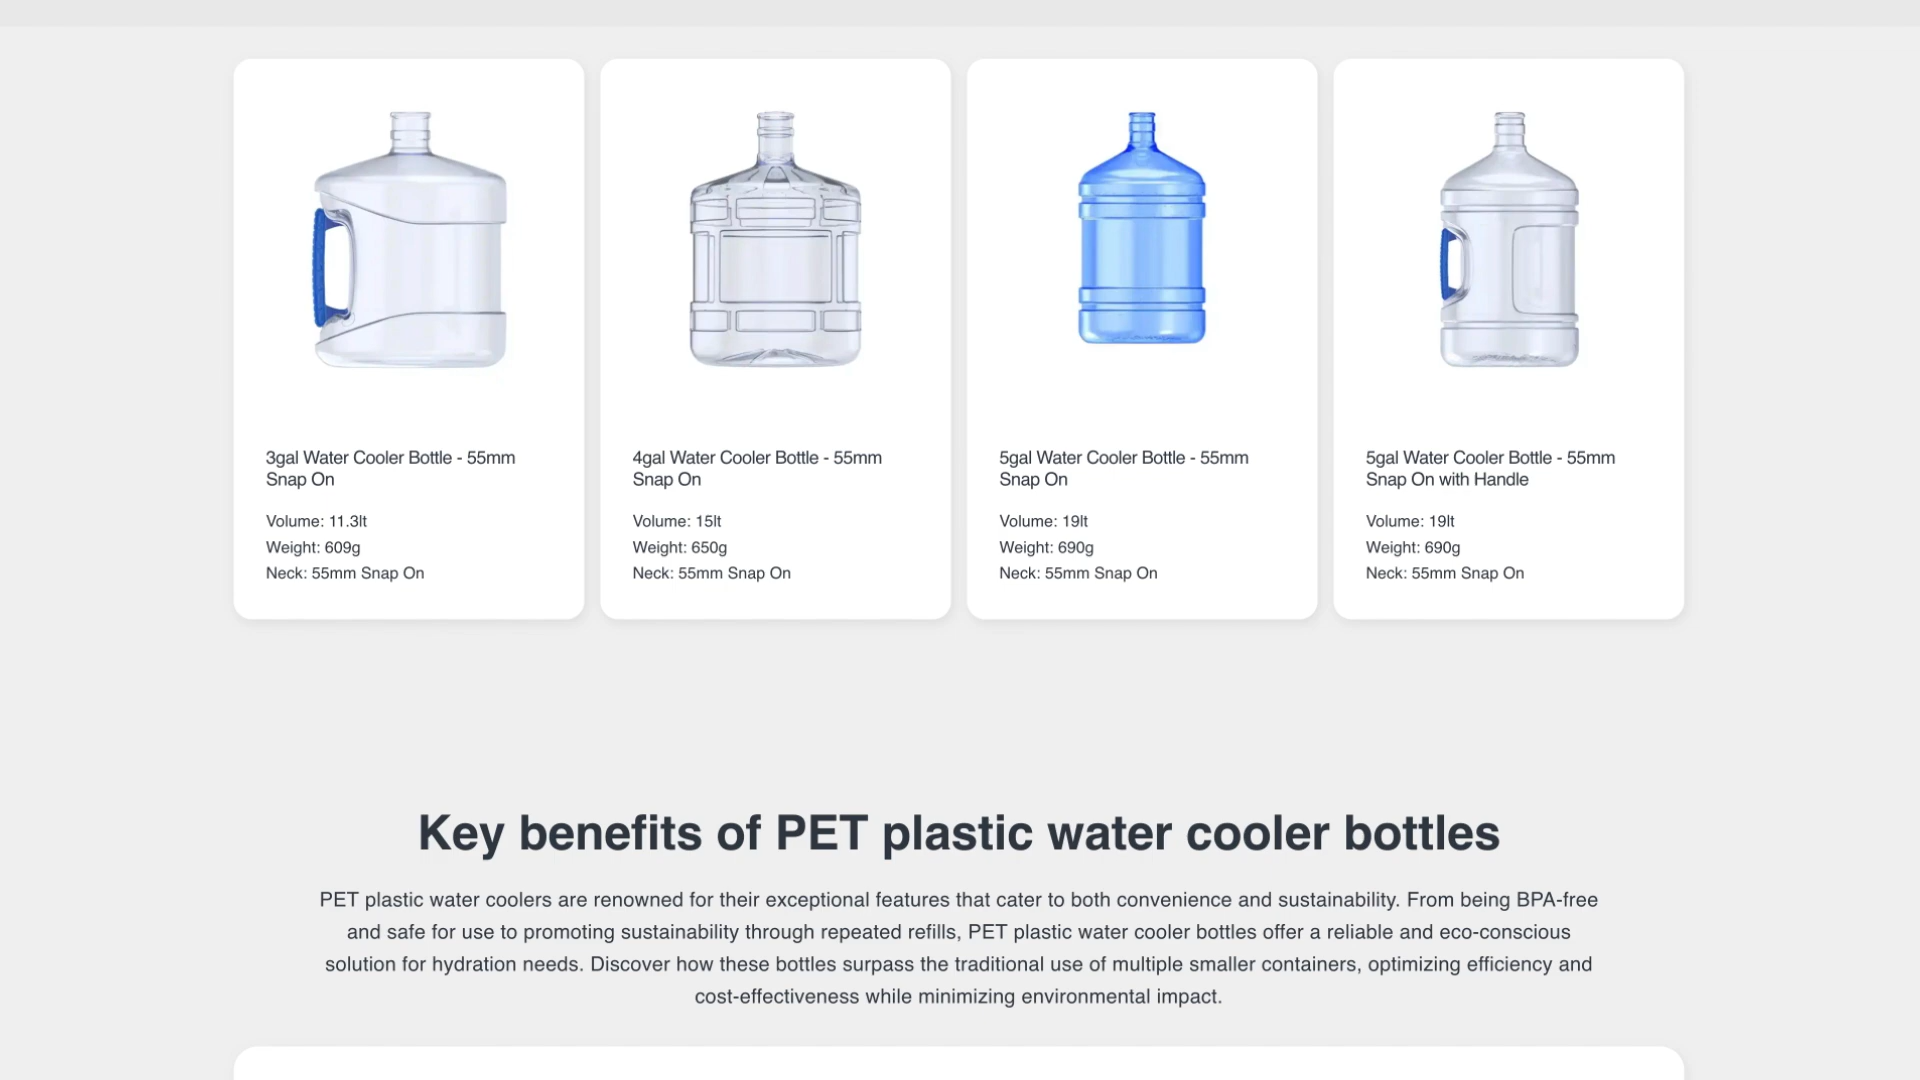 3gal Water Cooler Bottle - 55mm
Snap On
Volume: 11.3lt
Weight: 609g
Neck: 55mm Snap On
4gal Water Cooler Bottle - 55mm
Snap On
Volume: 15lt
Weight: 650g
Neck: 55mm Snap On
5gal Water Cooler Bottle - 55mm
Snap On
Volume: 19lt
Weight: 690g
Neck: 55mm Snap On
5gal Water Cooler Bottle - 55mm
Snap On with Handle
Volume: 19lt
Weight: 690g
Neck: 55mm Snap On
Key benefits of PET plastic water cooler bottles
PET plastic water coolers are renowned for their exceptional features that cater to both convenience and sustainability. From being BPA-free
and safe for use to promoting sustainability through repeated refills, PET plastic water cooler bottles offer a reliable and eco-conscious
solution for hydration needs. Discover how these bottles surpass the traditional use of multiple smaller containers, optimizing efficiency and
cost-effectiveness while minimizing environmental impact.